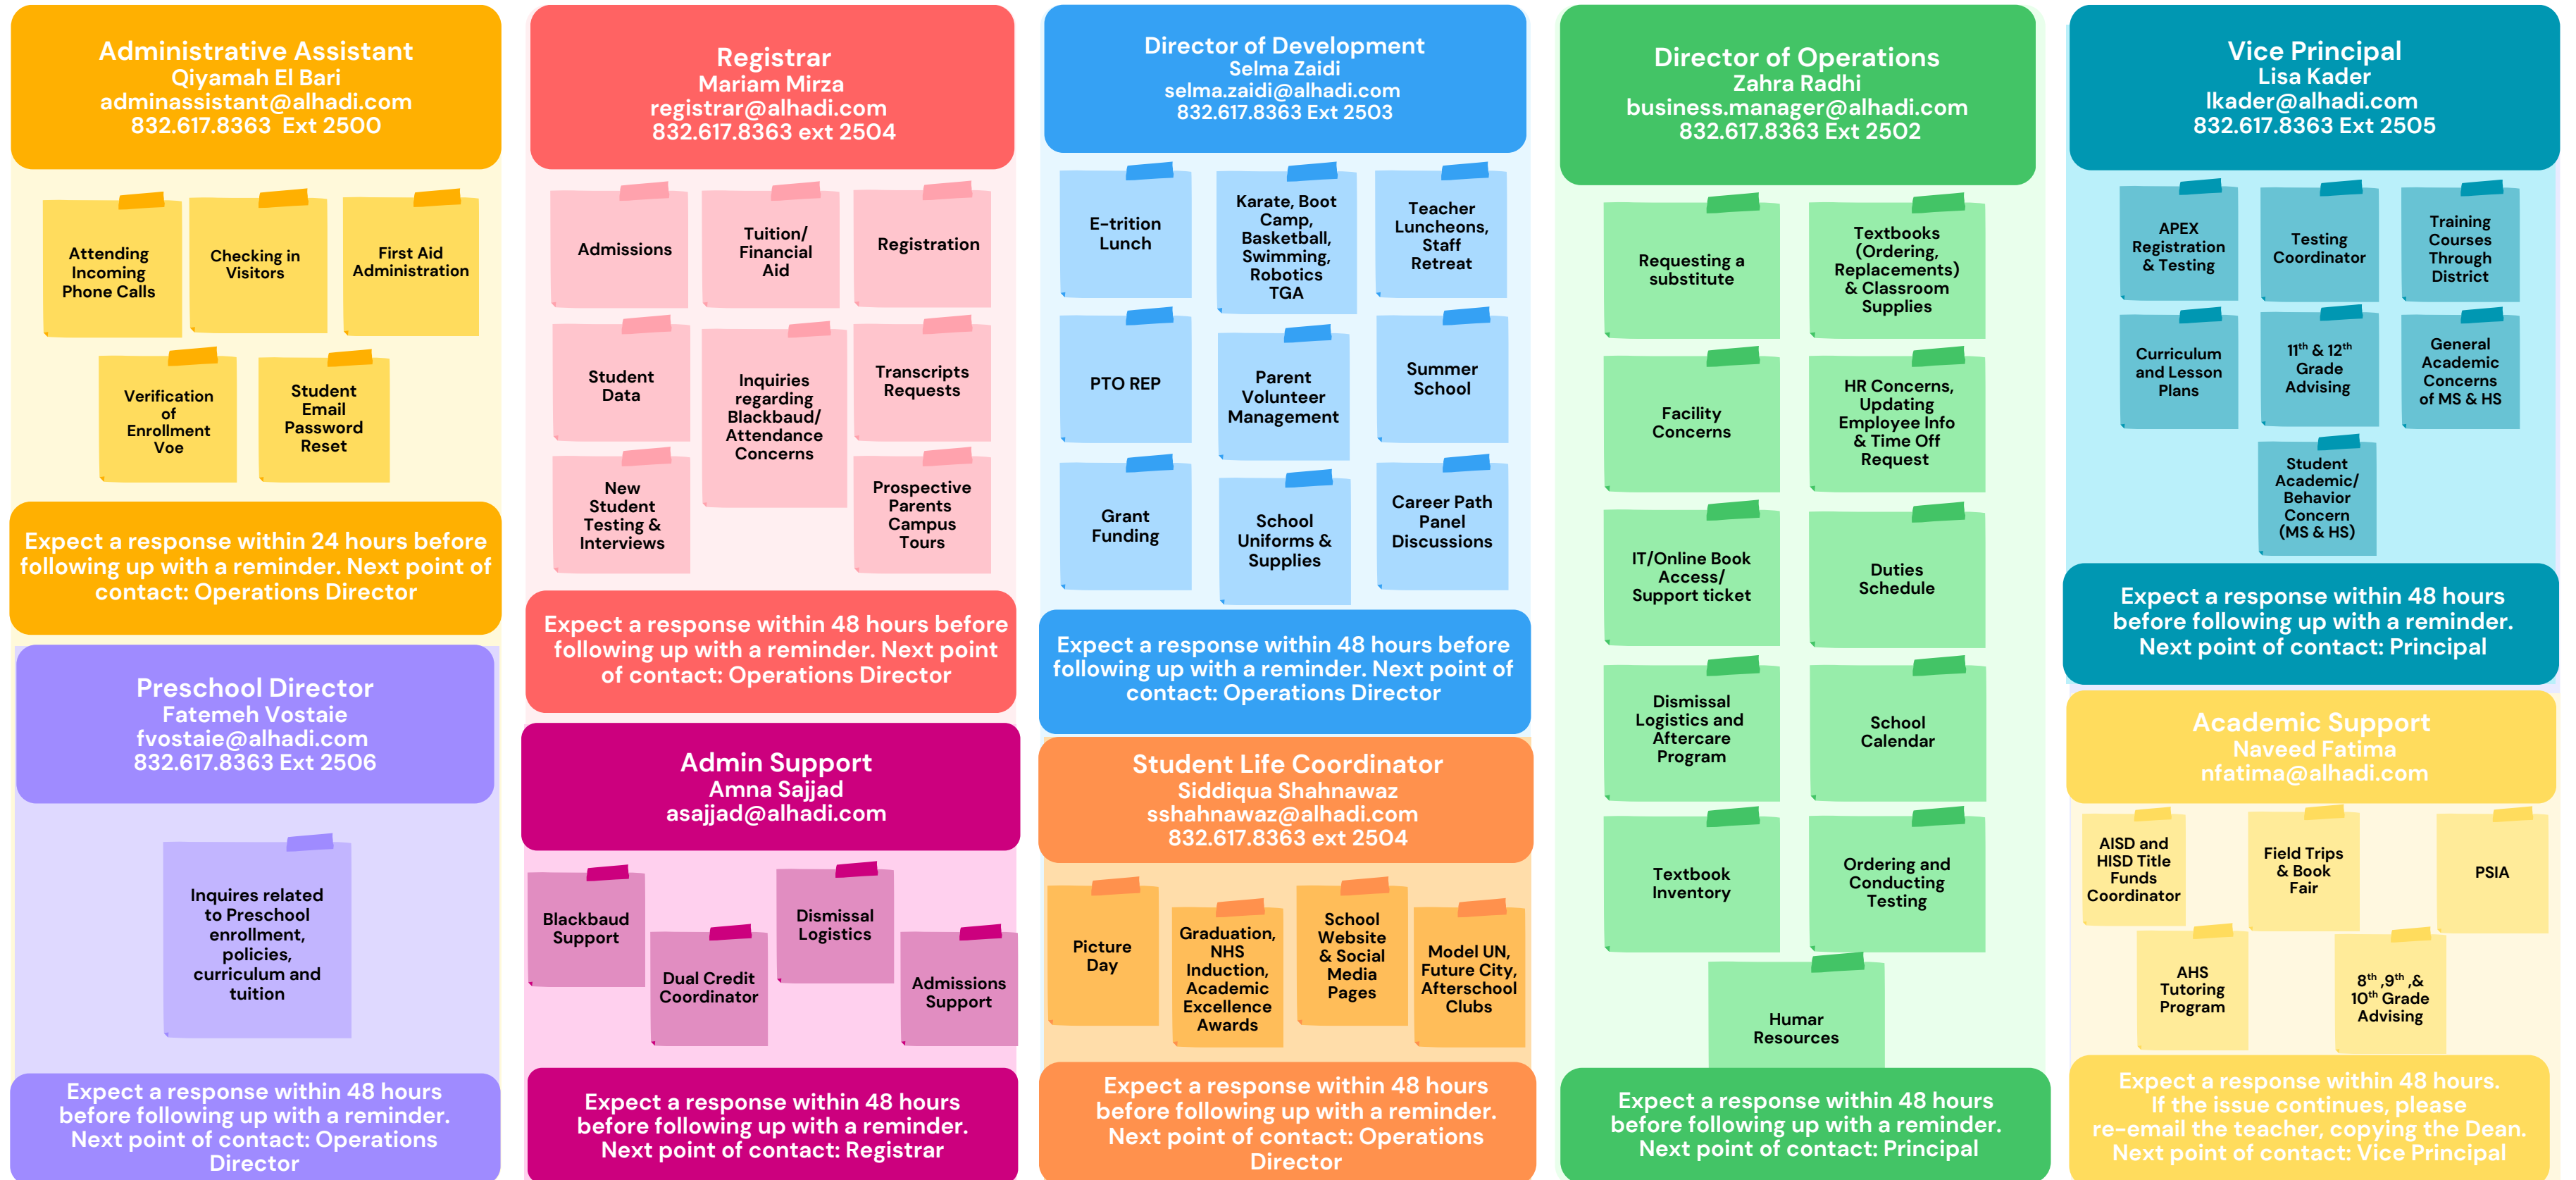 Administrative Assistant
Qiyamah El Bari
adminassistant@alhadi.com
832.617.8363 Ext 2500
Attending
Incoming
Phone Calls
Checking in
Visitors
First Aid
Administration
Verification
of
Enrollment
Voe
Student
Email
Password
Reset
Expect a response within 24 hours before
following up with a reminder. Next point of
contact: Operations Director
Preschool Director
Fatemeh Vostaie
fvostaie@alhadi.com
832.617.8363 Ext 2506
Inquires related
to Preschool
enrollment,
policies,
curriculum and
tuition
Expect a response within 48 hours
before following up with a reminder.
Next point of contact: Operations
Director
Registrar
Mariam Mirza
registrar@alhadi.com
832.617.8363 ext 2504
Admissions
Tuition/
Financial
Aid
Registration
Student
Data
Inquiries
regarding
Blackbaud/
Attendance
Concerns
Transcripts
Requests
New
Student
Testing &
Interviews
Prospective
Parents
Campus
Tours
Expect a response within 48 hours before
following up with a reminder. Next point
of contact: Operations Director
Admin Support
Amna Sajjad
asajjad@alhadi.com
Blackbaud
Support
Dual Credit
Coordinator
Dismissal
Logistics
Admissions
Support
Expect a response within 48 hours
before following up with a reminder.
Next point of contact: Registrar
Director of Development
Selma Zaidi
selma.zaidi@alhadi.com
832.617.8363 Ext 2503
E-trition
Lunch
Karate, Boot
Camp,
Basketball,
Swimming,
Robotics
TGA
Teacher
Luncheons,
Staff
Retreat
PTO REP
Parent
Volunteer
Management
Summer
School
Grant
Funding
School
Uniforms &
Supplies
Career Path
Panel
Discussions
Expect a response within 48 hours before
following up with a reminder. Next point of
contact: Operations Director
Student Life Coordinator
Siddiqua Shahnawaz
sshahnawaz@alhadi.com
832.617.8363 ext 2504
Picture
Day
Graduation,
NHS
Induction,
Academic
Excellence
Awards
School
Website
& Social
Media
Pages
Model UN,
Future City,
Afterschool
Clubs
Expect a response within 48 hours
before following up with a reminder.
Next point of contact: Operations
Director
Director of Operations
Zahra Radhi
business.manager@alhadi.com
832.617.8363 Ext 2502
Requesting a
substitute
Textbooks
(Ordering,
Replacements)
& Classroom
Supplies
Facility
Concerns
HR Concerns,
Updating
Employee Info
& Time Off
Request
IT/Online Book
Access/
Support ticket
Duties
Schedule
Dismissal
Logistics and
Aftercare
Program
School
Calendar
Textbook
Inventory
Ordering and
Conducting
Testing
Humar
Resources
Expect a response within 48 hours
before following up with a reminder.
Next point of contact: Principal
Vice Principal
Lisa Kader
lkader@alhadi.com
832.617.8363 Ext 2505
APEX
Registration
& Testing
Testing
Coordinator
Training
Courses
Through
District
Curriculum
and Lesson
Plans
11th & 12th
Grade
Advising
General
Academic
Concerns
of MS & HS
Student
Academic/
Behavior
Concern
(MS & HS)
Expect a response within 48 hours
before following up with a reminder.
Next point of contact: Principal
Academic Support
Naveed Fatima
nfatima@alhadi.com
AISD and
HISD Title
Funds
Coordinator
Field Trips
& Book
Fair
PSIA
AHS
Tutoring
Program
8th ,9th ,&
10th Grade
Advising
Expect a response within 48 hours.
If the issue continues, please
re-email the teacher, copying the Dean.
Next point of contact: Vice Principal